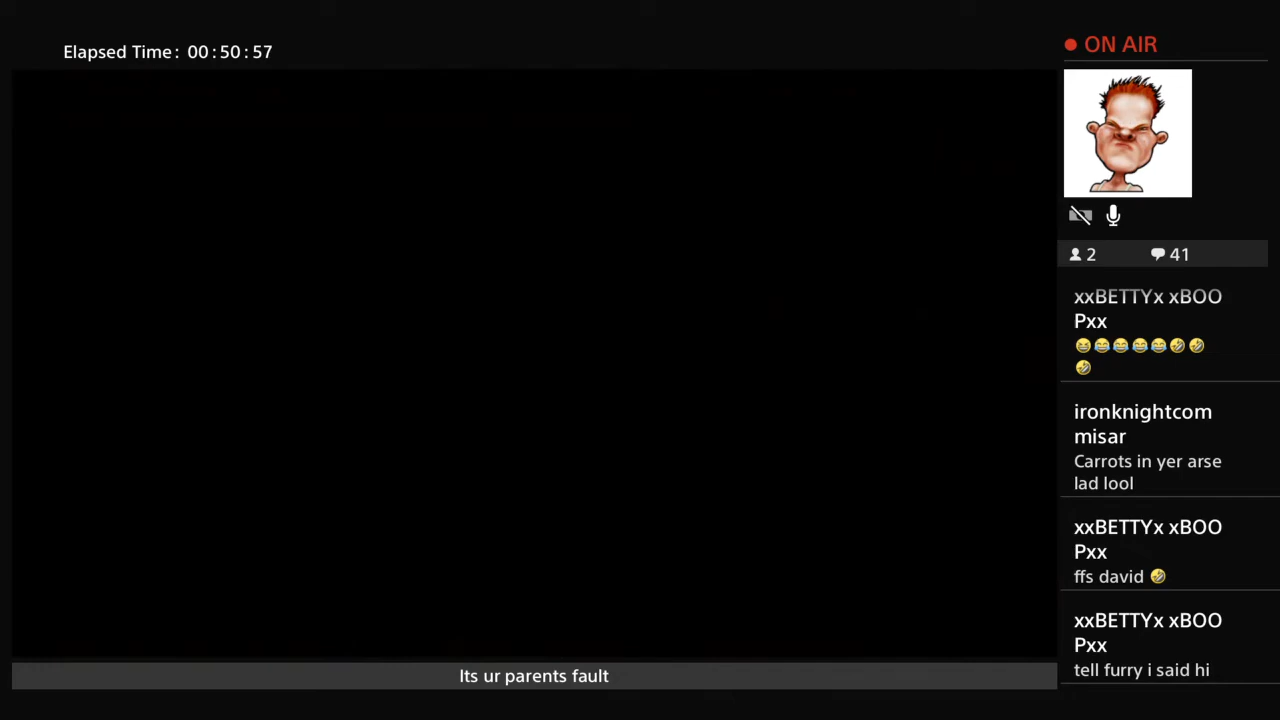 Elapsed Time: 00:50:57
ON AIR
2 41
xxBETTYx xBOO
Pxx
😆😂😂😂😂🤣🤣
🤣
ironknightcom
misar
Carrots in yer arse
lad lool
xxBETTYx xBOO
Pxx
ffs david 🤣
xxBETTYx xBOO
Pxx
tell furry i said hi
Its ur parents fault